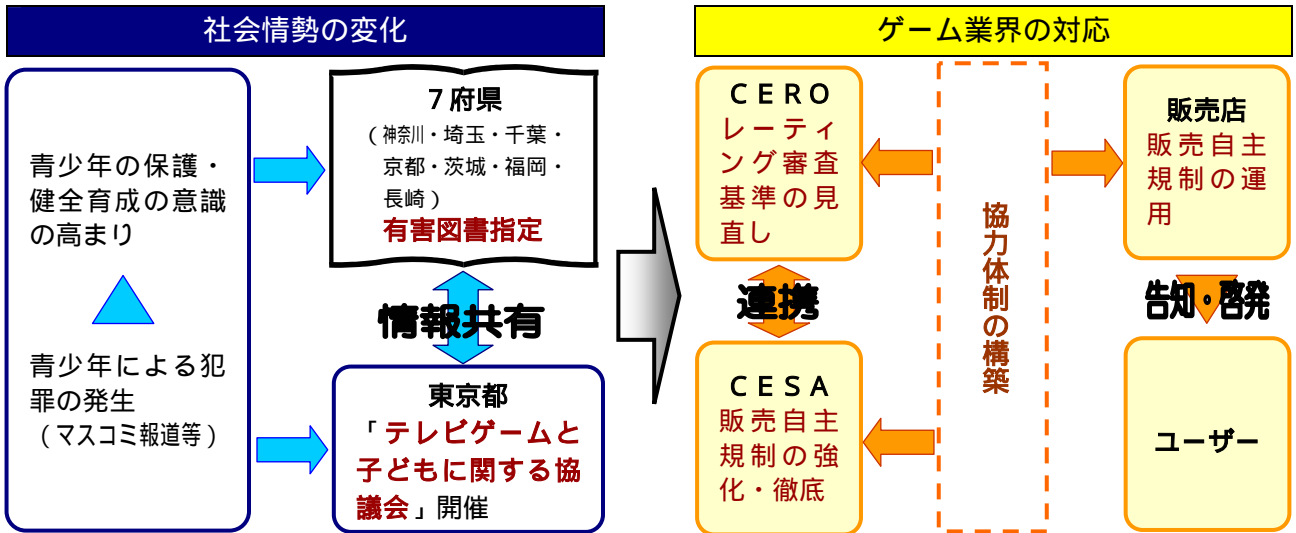 社会情勢の変化
青少年の保護・
健全育成の意識
の高まり
青少年による犯
罪の発生
（マスコミ報道等）
７府県
（神奈川・埼玉・千葉・
京都・茨城・福岡・
長崎）
有害図書指定
情報共有
東京都
「テレビゲームと
子どもに関する協
議会」開催
ゲーム業界の対応
ＣＥＲＯ
レーティ
ング審査
基準の見
直し
連携
ＣＥＳＡ
販売自主
規制の強
化・徹底
協力体制の構築
販売店
販売自主
規制の運
用
告知・啓発
ユーザー